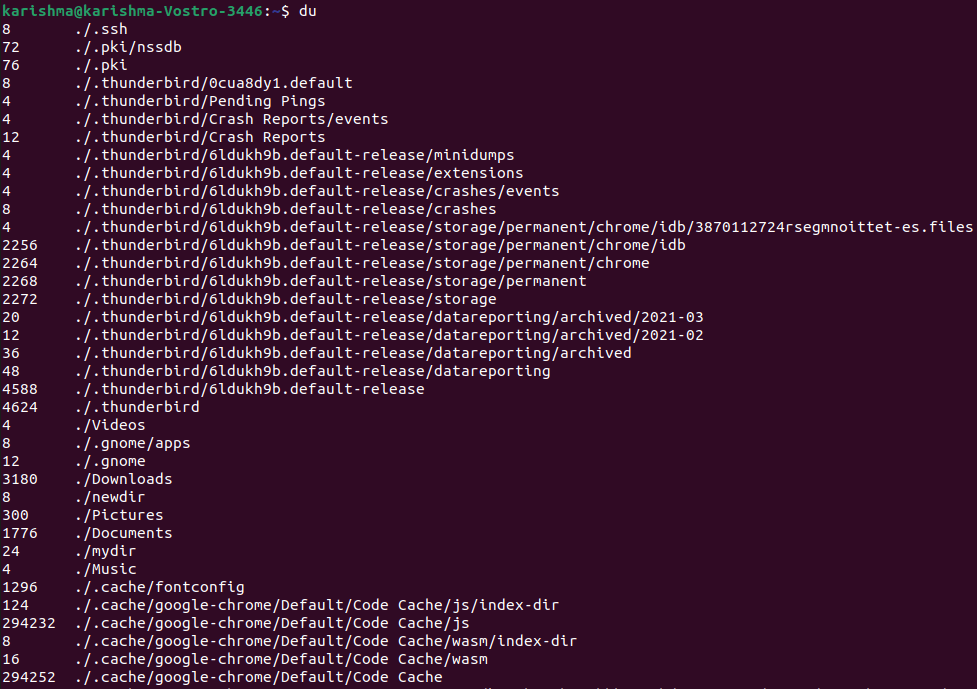 karishma@karishma-Vostro-3446:~$ du
8 ./.ssh
72 ./.pki/nssdb
76 ./.pki
8 ./.thunderbird/0cua8dy1.default
4 ./.thunderbird/Pending Pings
4 ./.thunderbird/Crash Reports/events
12 ./.thunderbird/Crash Reports
4 ./.thunderbird/6ldukh9b.default-release/minidumps
4 ./.thunderbird/6ldukh9b.default-release/extensions
4 ./.thunderbird/6ldukh9b.default-release/crashes/events
8 ./.thunderbird/6ldukh9b.default-release/crashes
4 ./.thunderbird/6ldukh9b.default-release/storage/permanent/chrome/idb/3870112724rsegmnoittet-es.files
2256 ./.thunderbird/6ldukh9b.default-release/storage/permanent/chrome/idb
2264 ./.thunderbird/6ldukh9b.default-release/storage/permanent/chrome
2268 ./.thunderbird/6ldukh9b.default-release/storage/permanent
2272 ./.thunderbird/6ldukh9b.default-release/storage
20 ./.thunderbird/6ldukh9b.default-release/datareporting/archived/2021-03
12 ./.thunderbird/6ldukh9b.default-release/datareporting/archived/2021-02
36 ./.thunderbird/6ldukh9b.default-release/datareporting/archived
48 ./.thunderbird/6ldukh9b.default-release/datareporting
4588 ./.thunderbird/6ldukh9b.default-release
4624 ./.thunderbird
4 ./Videos
8 ./.gnome/apps
12 ./.gnome
3180 ./Downloads
8 ./newdir
300 ./Pictures
1776 ./Documents
24 ./mydir
4 ./Music
1296 ./.cache/fontconfig
124 ./.cache/google-chrome/Default/Code Cache/js/index-dir
294232 ./.cache/google-chrome/Default/Code Cache/js
8 ./.cache/google-chrome/Default/Code Cache/wasm/index-dir
16 ./.cache/google-chrome/Default/Code Cache/wasm
294252 ./.cache/google-chrome/Default/Code Cache